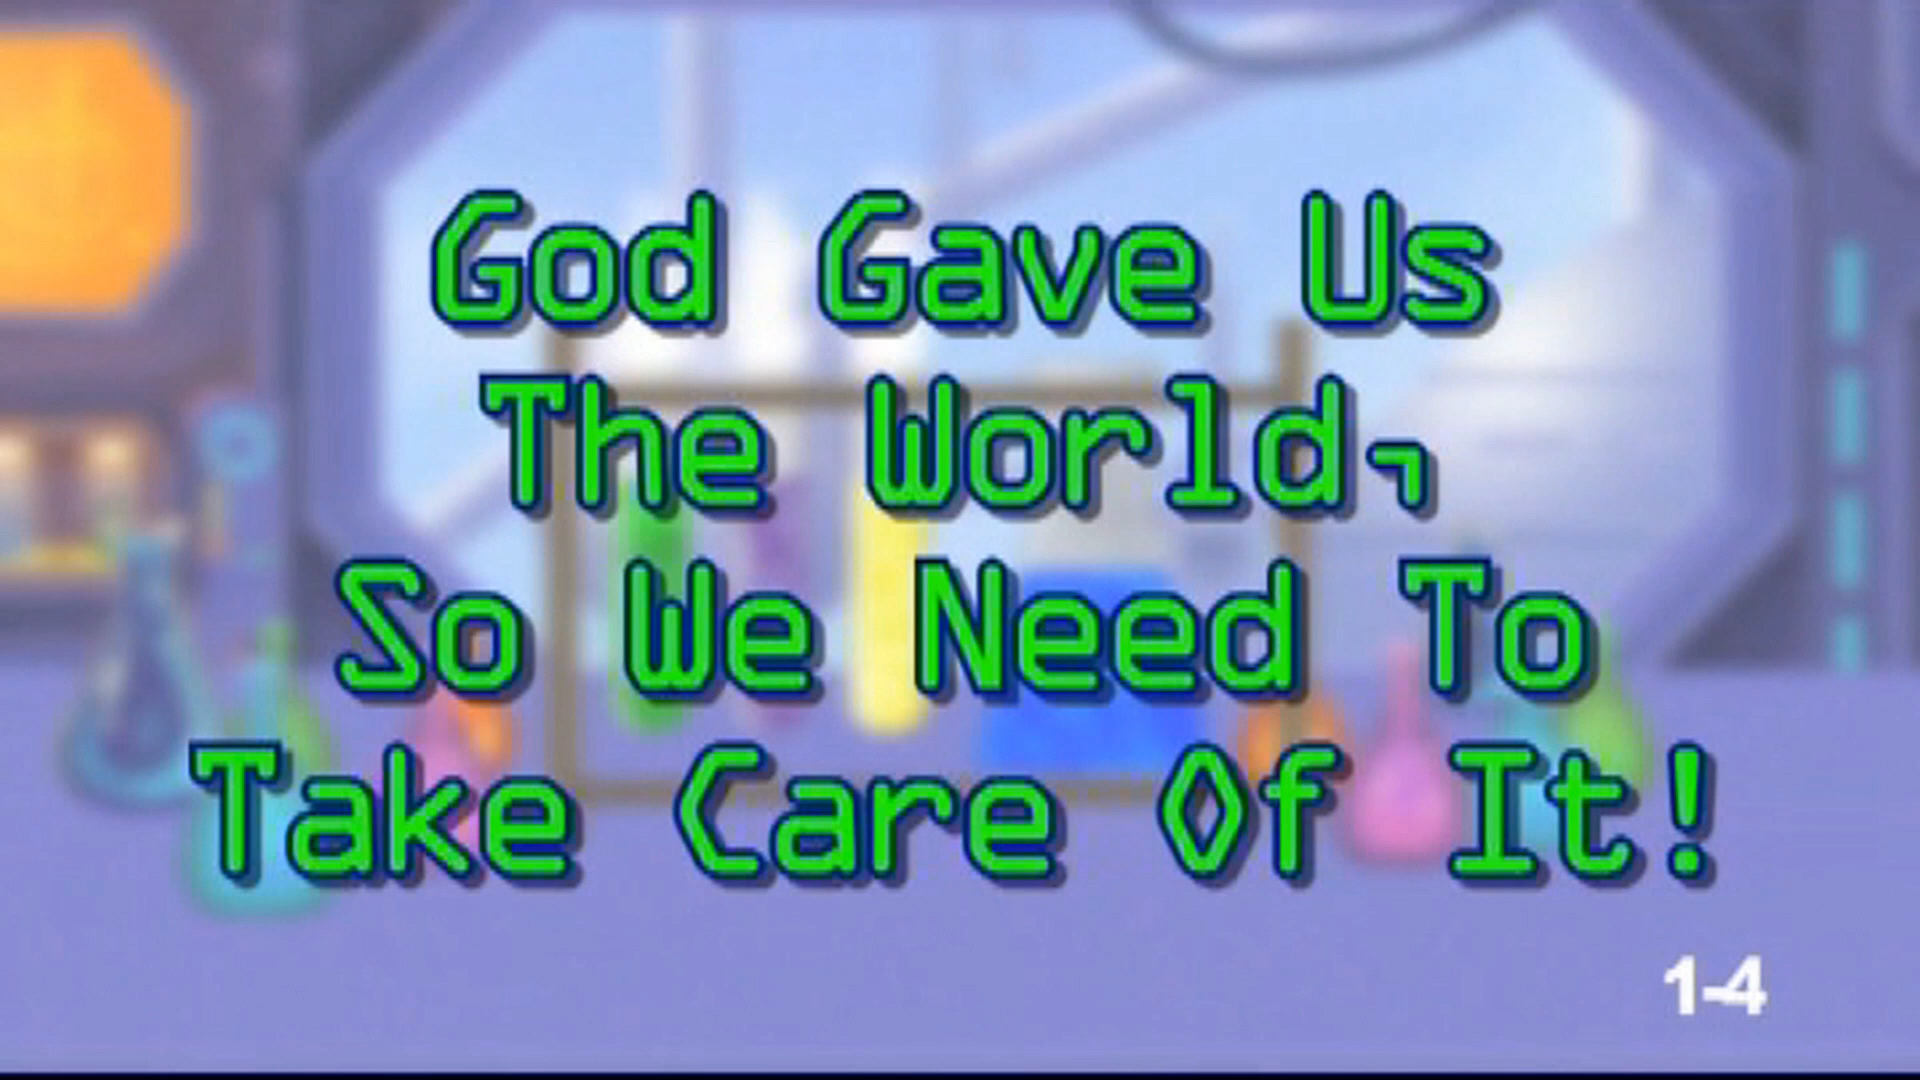 God Gave Us
The World,
So We Need To
Take Care Of It!
1-4